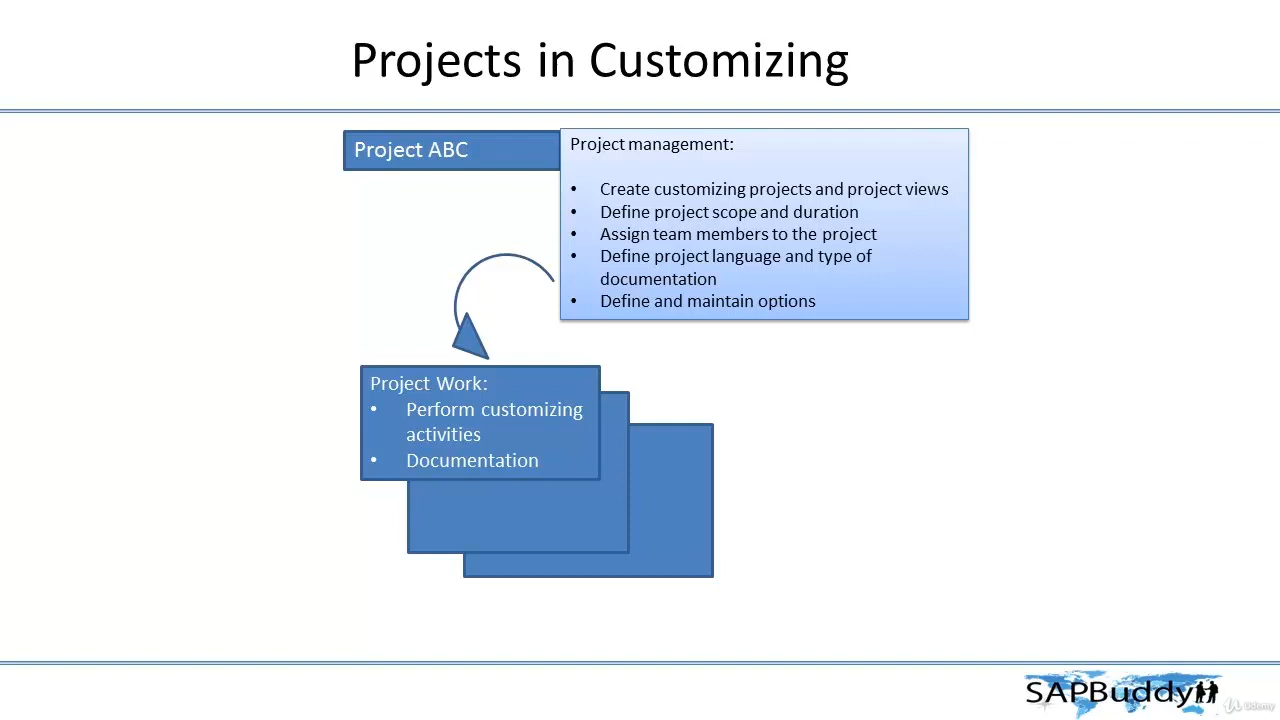 Projects in Customizing
Project ABC
Project management:
• Create customizing projects and project views
• Define project scope and duration
• Assign team members to the project
• Define project language and type of
documentation
• Define and maintain options
Project Work:
• Perform customizing
activities
• Documentation
SAPBuddy
Udemy